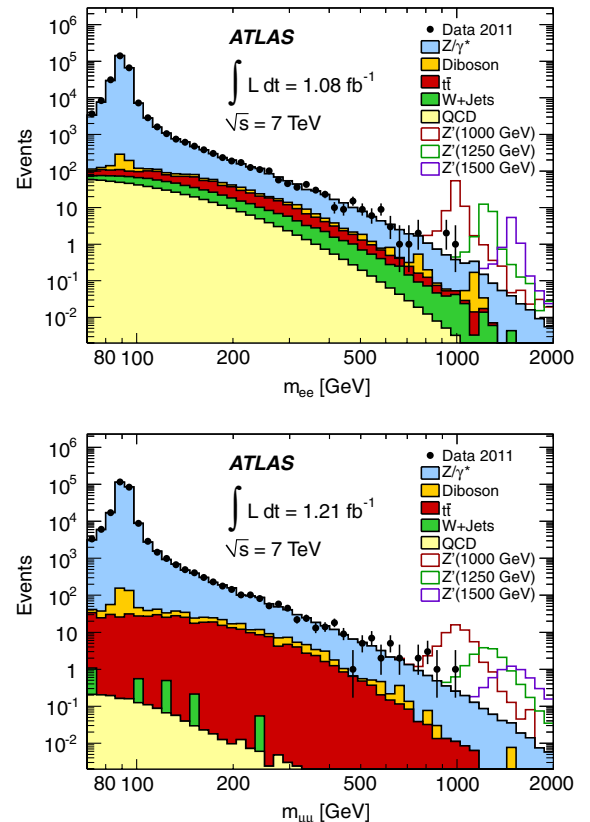 10⁶
10⁵
10⁴
10³
10²
10
1
10⁻¹
10⁻²
Events
ATLAS
∫ L dt = 1.08 fb⁻¹
√s = 7 TeV
Data 2011
Z/γ*
Diboson
tt̄
W+Jets
QCD
Z'(1000 GeV)
Z'(1250 GeV)
Z'(1500 GeV)
80 100 200 500 1000 2000
mₑₑ [GeV]
10⁶
10⁵
10⁴
10³
10²
10
1
10⁻¹
10⁻²
Events
ATLAS
∫ L dt = 1.21 fb⁻¹
√s = 7 TeV
Data 2011
Z/γ*
Diboson
tt̄
W+Jets
QCD
Z'(1000 GeV)
Z'(1250 GeV)
Z'(1500 GeV)
80 100 200 500 1000 2000
m_μμ [GeV]